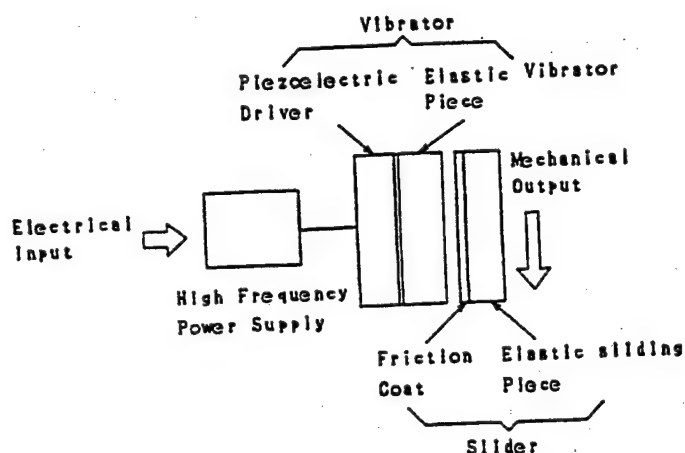 Vibrator
Piezoelectric
Driver
Elastic Vibrator
Piece
Mechanical
Output
Electrical
Input
High Frequency
Power Supply
Friction
Coat
Elastic sliding
Piece
Slider